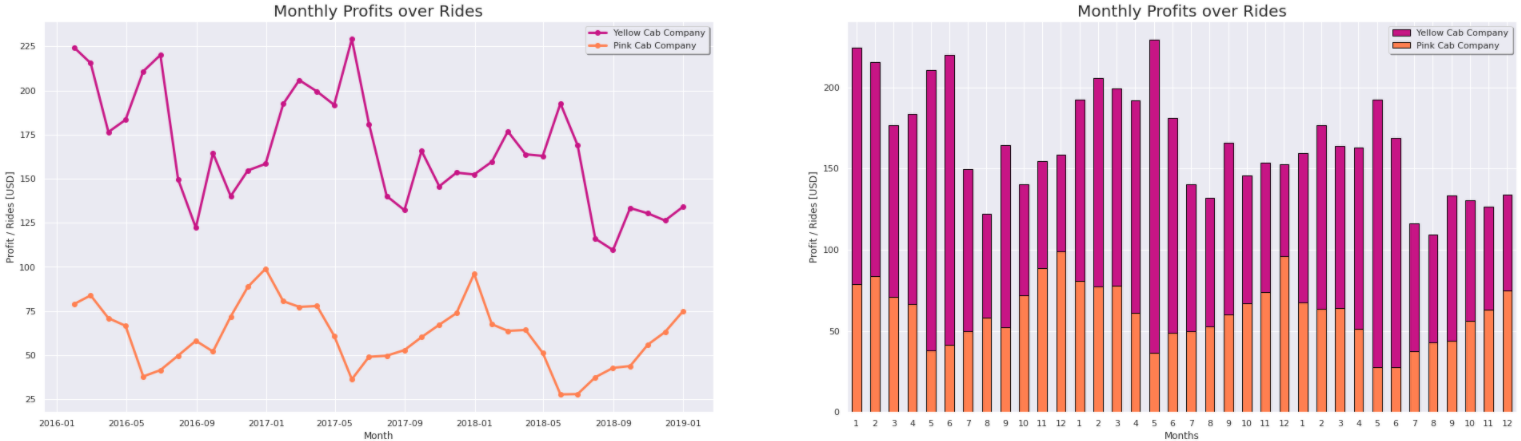 Monthly Profits over Rides
Yellow Cab Company
Pink Cab Company
225
200
175
150
125
100
75
50
25
Profit / Rides [USD]
2016-01 2016-05 2016-09 2017-01 2017-05 2017-09 2018-01 2018-05 2018-09 2019-01
Month
Monthly Profits over Rides
Yellow Cab Company
Pink Cab Company
200
150
100
50
0
Profit / Rides [USD]
1 2 3 4 5 6 7 8 9 10 11 12 1 2 3 4 5 6 7 8 9 10 11 12 1 2 3 4 5 6 7 8 9 10 11 12
Months